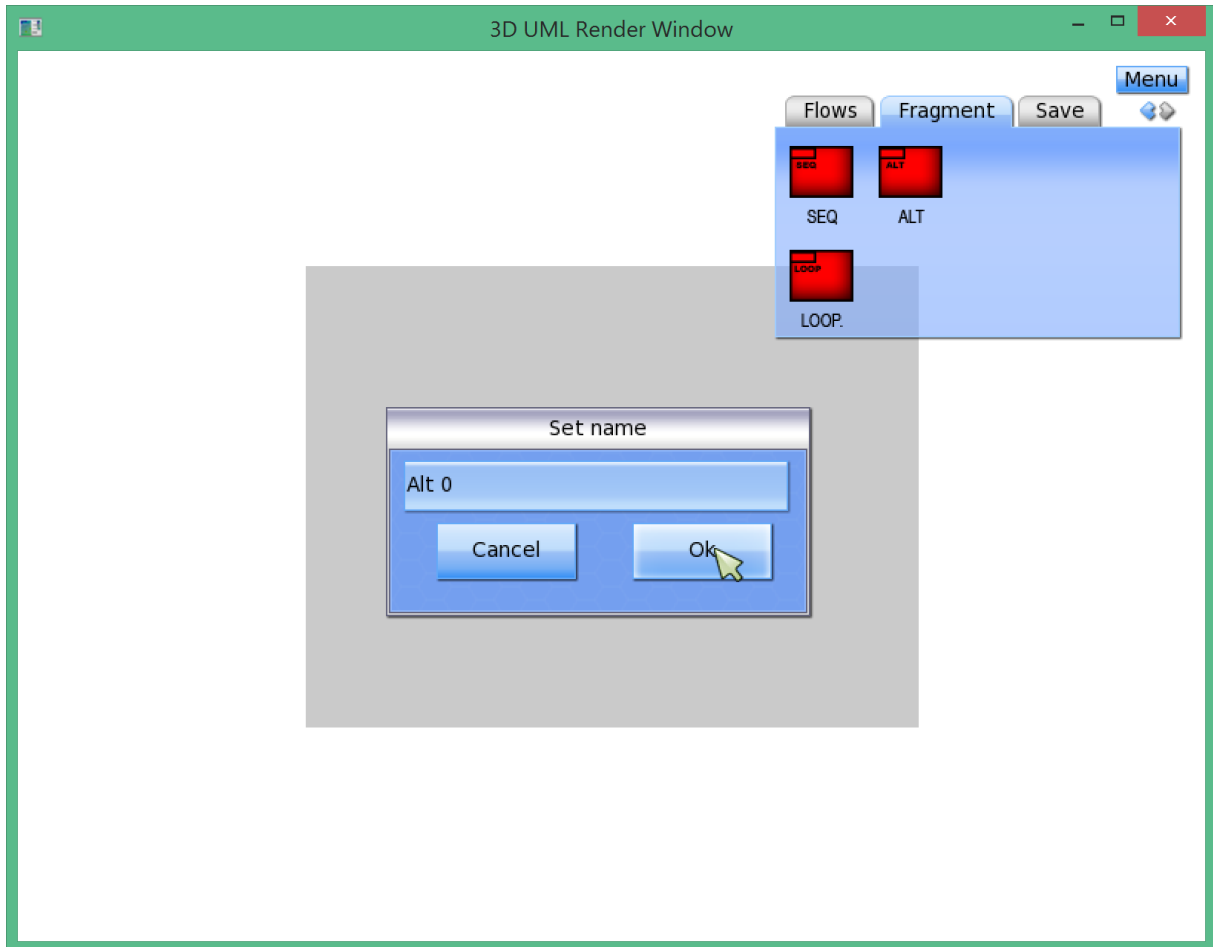 3D UML Render Window
Menu
Flows Fragment Save
SEQ ALT
SEQ ALT
LOOP
LOOP.
Set name
Alt 0
Cancel Ok